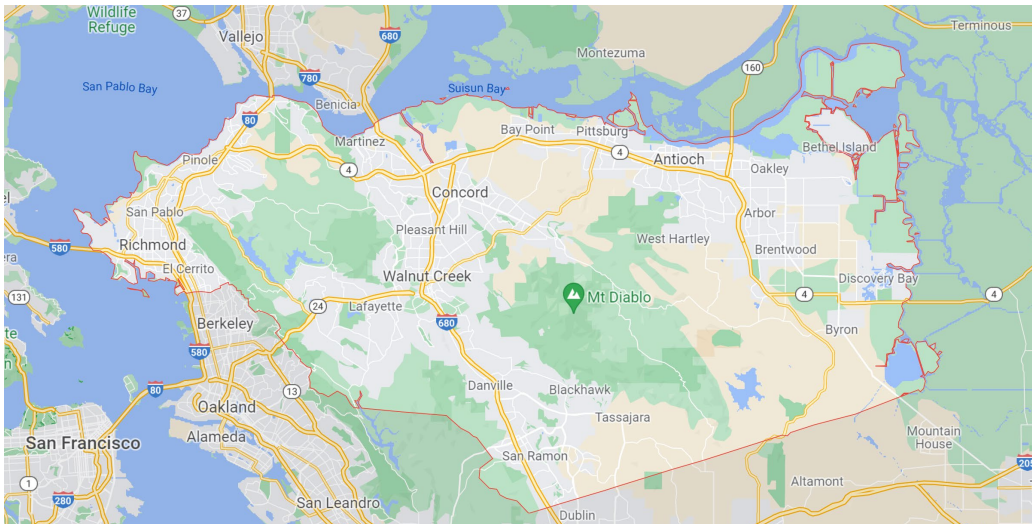 Wildlife
Refuge
37
680
Terminous
Vallejo
Montezuma
160
780
San Pablo Bay
Suisun Bay
Benicia
80
Bay Point
Pittsburg
Martinez
4
Bethel Island
Pinole
4
Antioch
Oakley
Concord
San Pablo
Arbor
Pleasant Hill
West Hartley
Richmond
580
Brentwood
El Cerrito
Walnut Creek
Discovery Bay
131
Mt Diablo
4
4
24
Lafayette
Berkeley
680
Byron
580
Danville
Blackhawk
80
13
Oakland
Tassajara
Alameda
Mountain
House
San Francisco
San Ramon
205
1
280
Altamont
San Leandro
Dublin